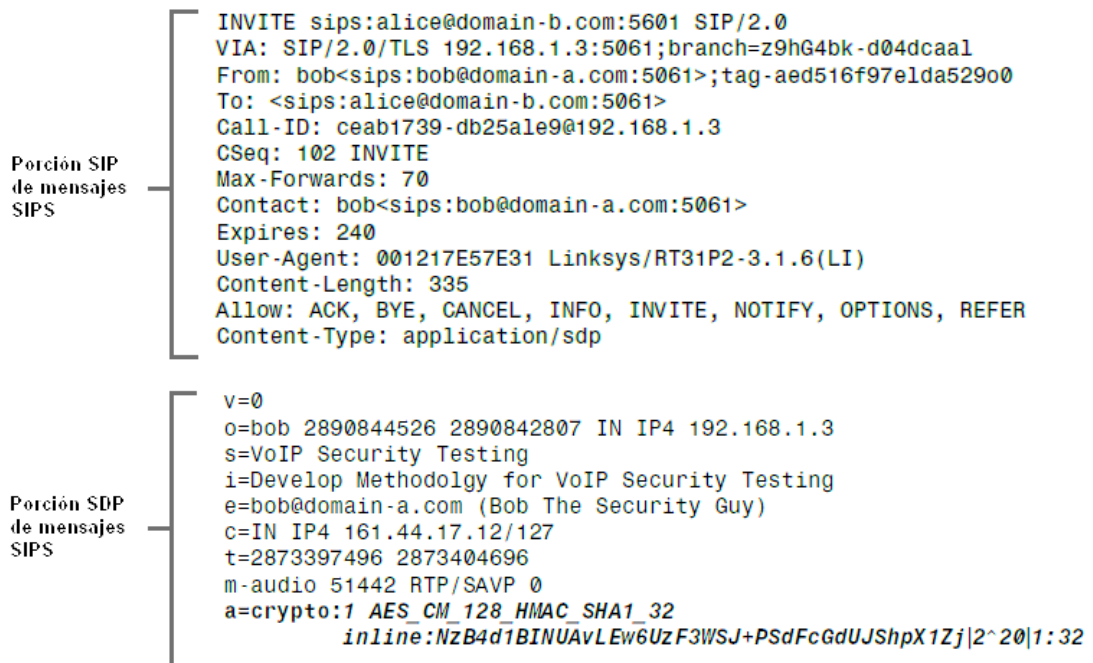 INVITE sips:alice@domain-b.com:5601 SIP/2.0
VIA: SIP/2.0/TLS 192.168.1.3:5061;branch=z9hG4bk-d04dcaal
From: bob<sips:bob@domain-a.com:5061>;tag-aed516f97elda529o0
To: <sips:alice@domain-b.com:5061>
Call-ID: ceab1739-db25ale9@192.168.1.3
CSeq: 102 INVITE
Max-Forwards: 70
Contact: bob<sips:bob@domain-a.com:5061>
Expires: 240
User-Agent: 001217E57E31 Linksys/RT31P2-3.1.6(LI)
Content-Length: 335
Allow: ACK, BYE, CANCEL, INFO, INVITE, NOTIFY, OPTIONS, REFER
Content-Type: application/sdp
Porción SIP
de mensajes
SIPS
v=0
o=bob 2890844526 2890842807 IN IP4 192.168.1.3
s=VoIP Security Testing
i=Develop Methodolgy for VoIP Security Testing
e=bob@domain-a.com (Bob The Security Guy)
c=IN IP4 161.44.17.12/127
t=2873397496 2873404696
m-audio 51442 RTP/SAVP 0
a=crypto:1 AES_CM_128_HMAC_SHA1_32
inline:NzB4d1BINUAvLEw6UzF3WSJ+PSdFcGdUJShpX1Zj|2^20|1:32
Porción SDP
de mensajes
SIPS